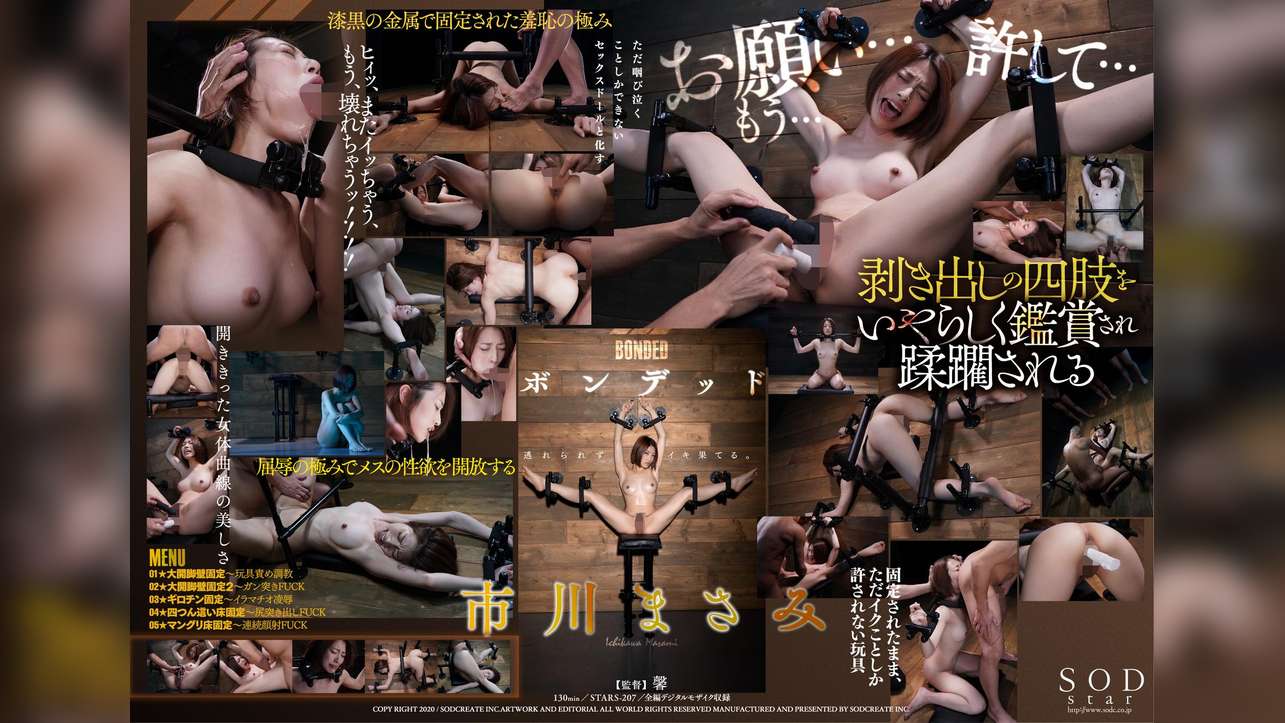 漆黒の金属で固定された羞恥の極み
ヒィッ、またイッちゃう、
もう、壊れちゃうッ!!!
ただ咽び泣く
ことしかできない
セックスドールと化す
お願い… 許して…
もう…
剥き出しの四肢を
いやらしく鑑賞され
蹂躙される
開ききった女体曲線の美しさ
屈辱の極みでメスの性欲を開放する
BONDED
ボンデッド
逃れられず イキ果てる。
MENU
01★大開脚壁固定～玩具責め調教
02★大開脚壁固定2～ガン突きFUCK
03★ギロチン固定～イラマチオ凌辱
04★四つん這い床固定～尻突き出しFUCK
05★マングリ床固定～連続顔射FUCK
市川まさみ
Ichikawa Masami
【監督】馨
固定されたまま、
ただイクことしか
許されない玩具
130min／STARS-207／全編デジタルモザイク収録
COPY RIGHT 2020 / SODCREATE INC.ARTWORK AND EDITORIAL ALL WORLD RIGHTS RESERVED MANUFACTURED AND PRESENTED BY SODCREATE INC.
SOD
star
http://www.sodc.co.jp